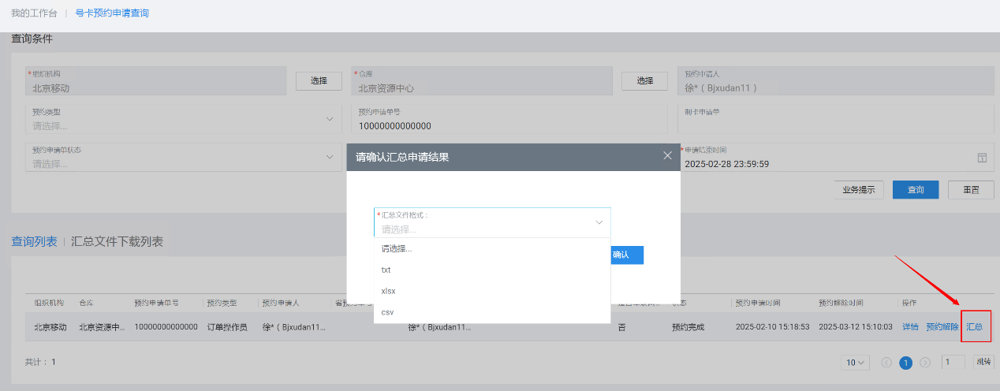 我的工作台 | 号卡预约申请查询
查询条件
*组织机构
北京移动
选择
*仓库
北京资源中心
选择
预约申请人
徐*（Bjxudan11）
预约类型
请选择...
预约申请单号
10000000000000
制卡申请单
预约申请单状态
请选择...
*申请结束时间
2025-02-28 23:59:59
业务提示 查询 重置
请确认汇总申请结果
*汇总文件格式：
请选择...
请选择...
txt
xlsx
csv
确认
查询列表 | 汇总文件下载列表
组织机构 仓库 预约申请单号 预约类型 预约申请人 状态 预约申请时间 预约解除时间 操作
北京移动 北京资源中... 10000000000000 订单操作员 徐*（Bjxudan11... 徐*（Bjxudan11... 否 预约完成 2025-02-10 15:18:53 2025-03-12 15:10:03 详情 预约解除 汇总
共计： 1
10 1 1 跳转